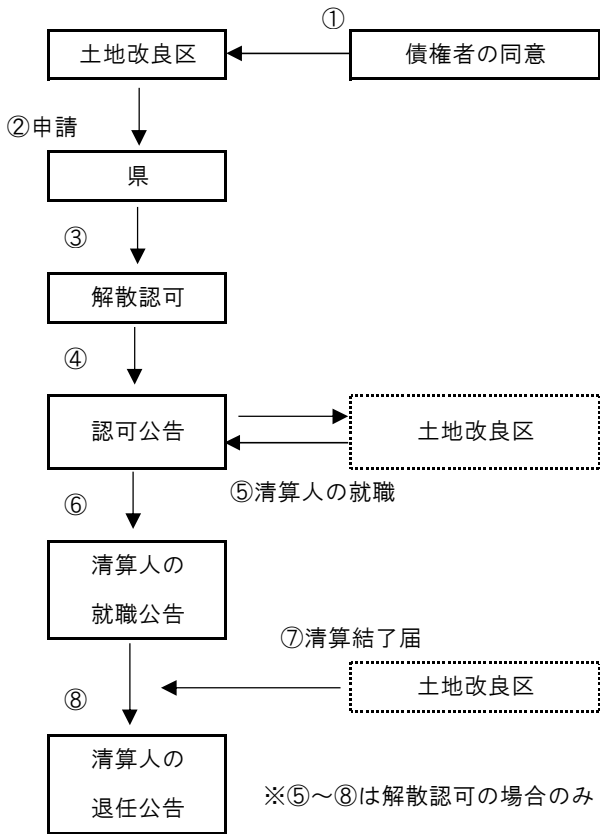 ①
土地改良区
債権者の同意
②申請
県
③
解散認可
④
認可公告
土地改良区
⑤清算人の就職
⑥
清算人の
就職公告
⑦清算結了届
土地改良区
⑧
清算人の
退任公告
※⑤～⑧は解散認可の場合のみ